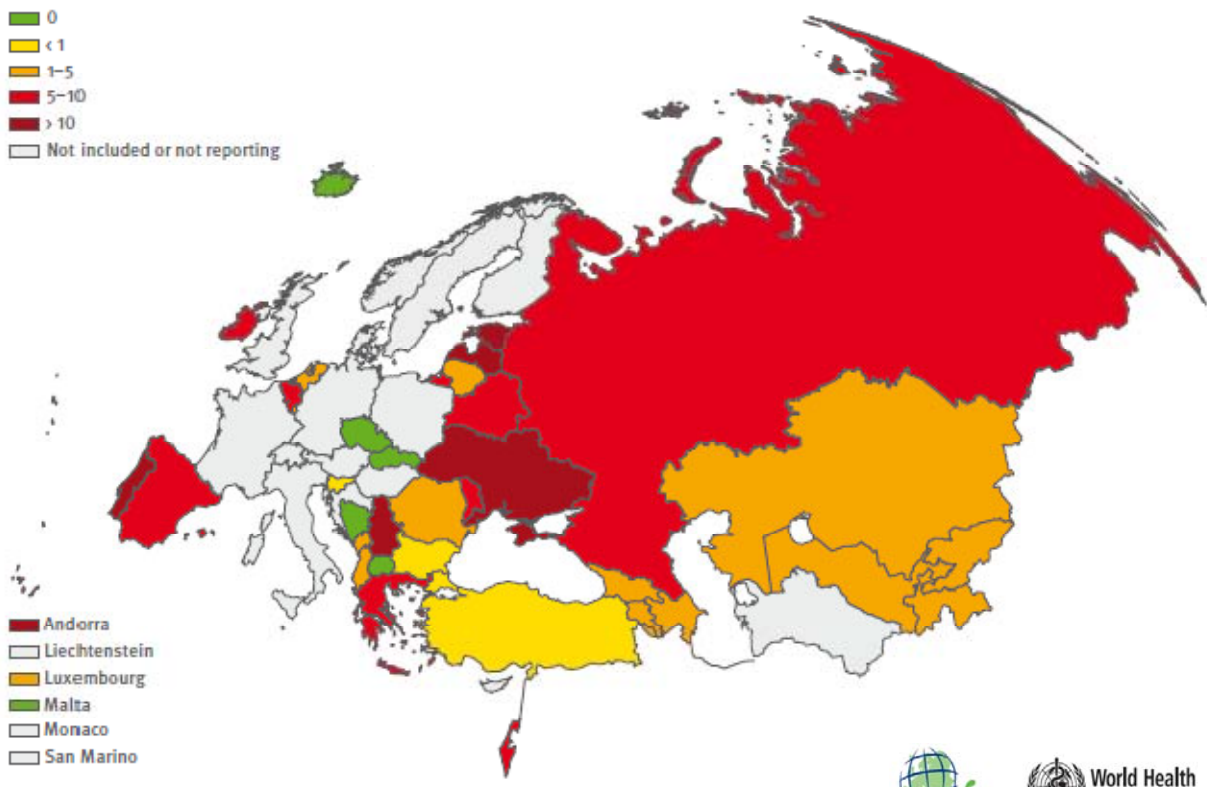 0
< 1
1–5
5–10
> 10
Not included or not reporting
Andorra
Liechtenstein
Luxembourg
Malta
Monaco
San Marino
World Health